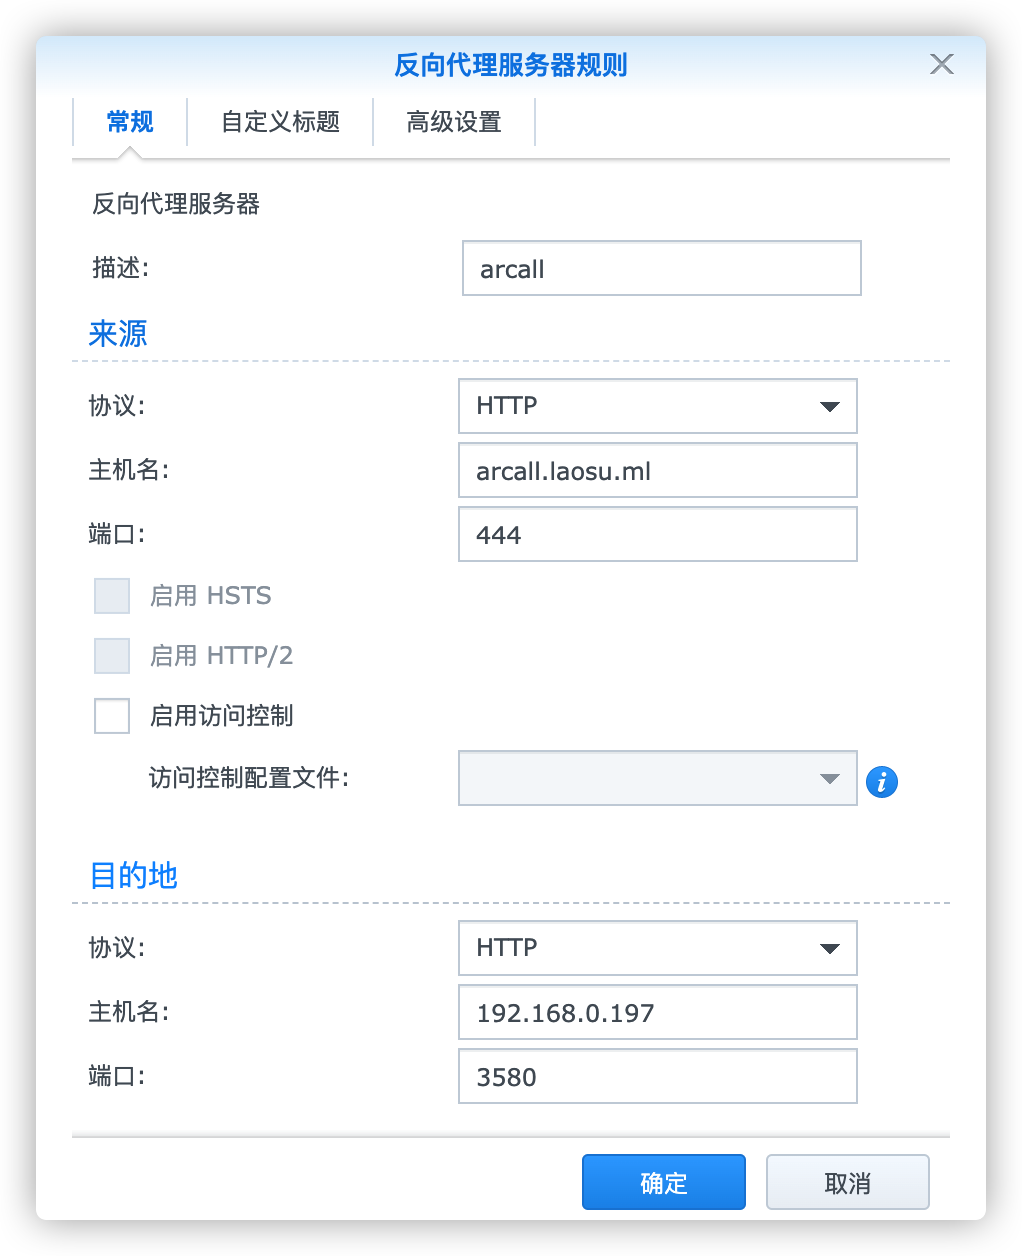 反向代理服务器规则
常规 自定义标题 高级设置
反向代理服务器
描述: arcall
来源
协议: HTTP
主机名: arcall.laosu.ml
端口: 444
启用 HSTS
启用 HTTP/2
启用访问控制
访问控制配置文件: i
目的地
协议: HTTP
主机名: 192.168.0.197
端口: 3580
确定 取消